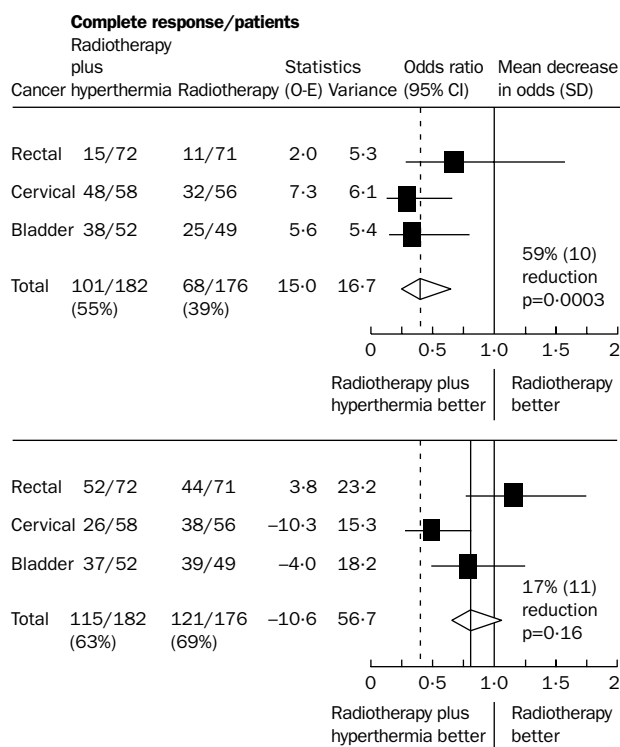 Complete response/patients
Radiotherapy
plus Statistics Odds ratio Mean decrease
Cancer hyperthermia Radiotherapy (O-E) Variance (95% CI) in odds (SD)
Rectal 15/72 11/71 2·0 5·3
Cervical 48/58 32/56 7·3 6·1
Bladder 38/52 25/49 5·6 5·4
59% (10)
Total 101/182 68/176 15·0 16·7 reduction
(55%) (39%) p=0·0003
0 0·5 1·0 2
Radiotherapy plus Radiotherapy
hyperthermia better better
Rectal 52/72 44/71 3·8 23·2
Cervical 26/58 38/56 –10·3 15·3
Bladder 37/52 39/49 –4·0 18·2
17% (11)
Total 115/182 121/176 –10·6 56·7 reduction
(63%) (69%) p=0·16
0 0·5 1·0 2
Radiotherapy plus Radiotherapy
hyperthermia better better